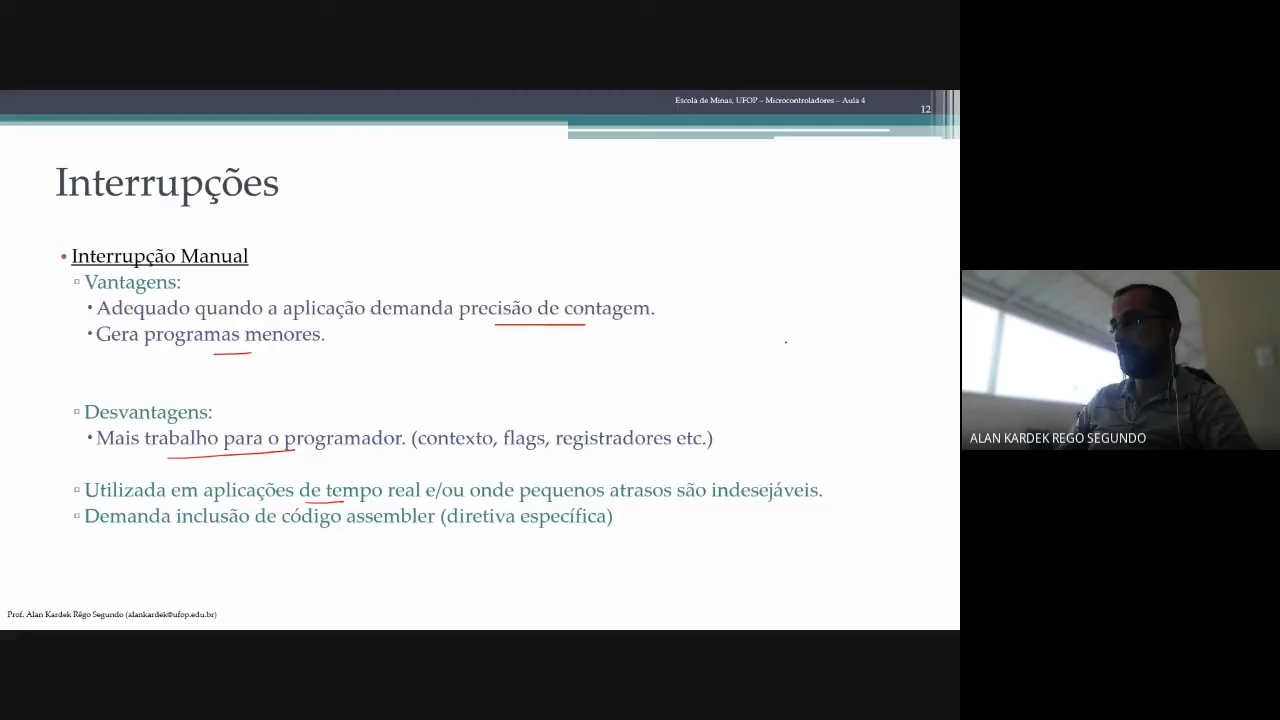 Escola de Minas, UFOP – Microcontroladores – Aula 4
12
Interrupções
• Interrupção Manual
▫ Vantagens:
• Adequado quando a aplicação demanda precisão de contagem.
• Gera programas menores.
▫ Desvantagens:
• Mais trabalho para o programador. (contexto, flags, registradores etc.)
▫ Utilizada em aplicações de tempo real e/ou onde pequenos atrasos são indesejáveis.
▫ Demanda inclusão de código assembler (diretiva específica)
Prof. Alan Kardek Rêgo Segundo (alankardek@ufop.edu.br)
ALAN KARDEK REGO SEGUNDO